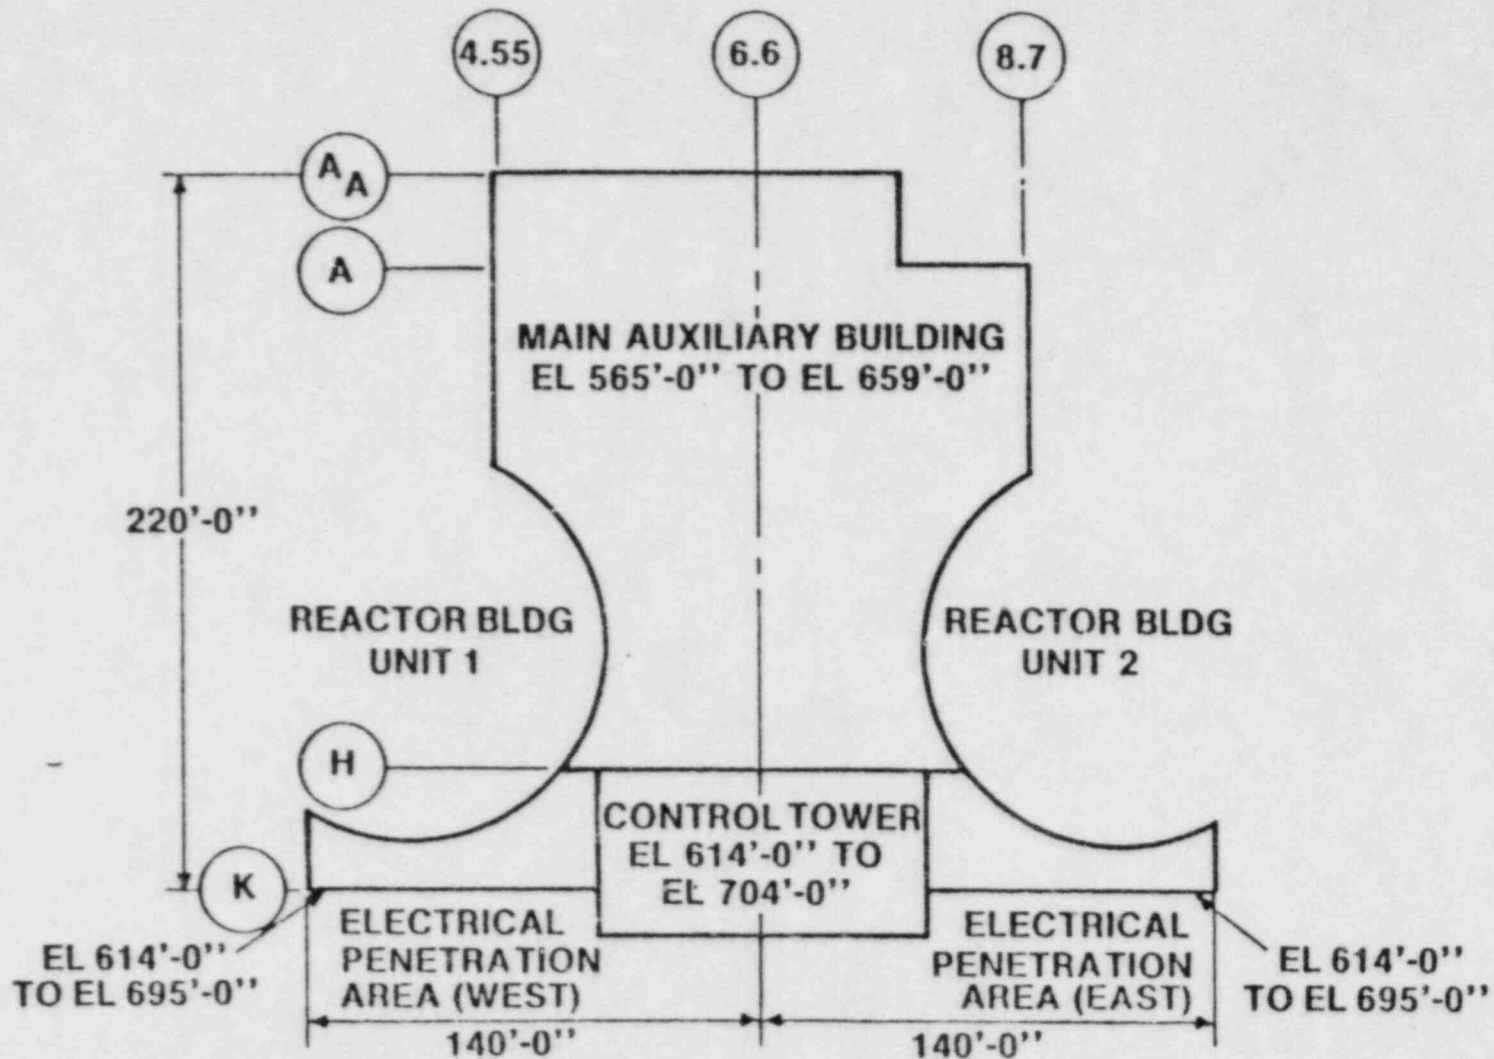 4.55
6.6
8.7
AA
A
MAIN AUXILIARY BUILDING
EL 565'-0'' TO EL 659'-0''
220'-0''
REACTOR BLDG
UNIT 1
REACTOR BLDG
UNIT 2
H
CONTROL TOWER
EL 614'-0'' TO
EL 704'-0''
K
ELECTRICAL
PENETRATION
AREA (WEST)
ELECTRICAL
PENETRATION
AREA (EAST)
EL 614'-0''
TO EL 695'-0''
EL 614'-0''
TO EL 695'-0''
140'-0''
140'-0''